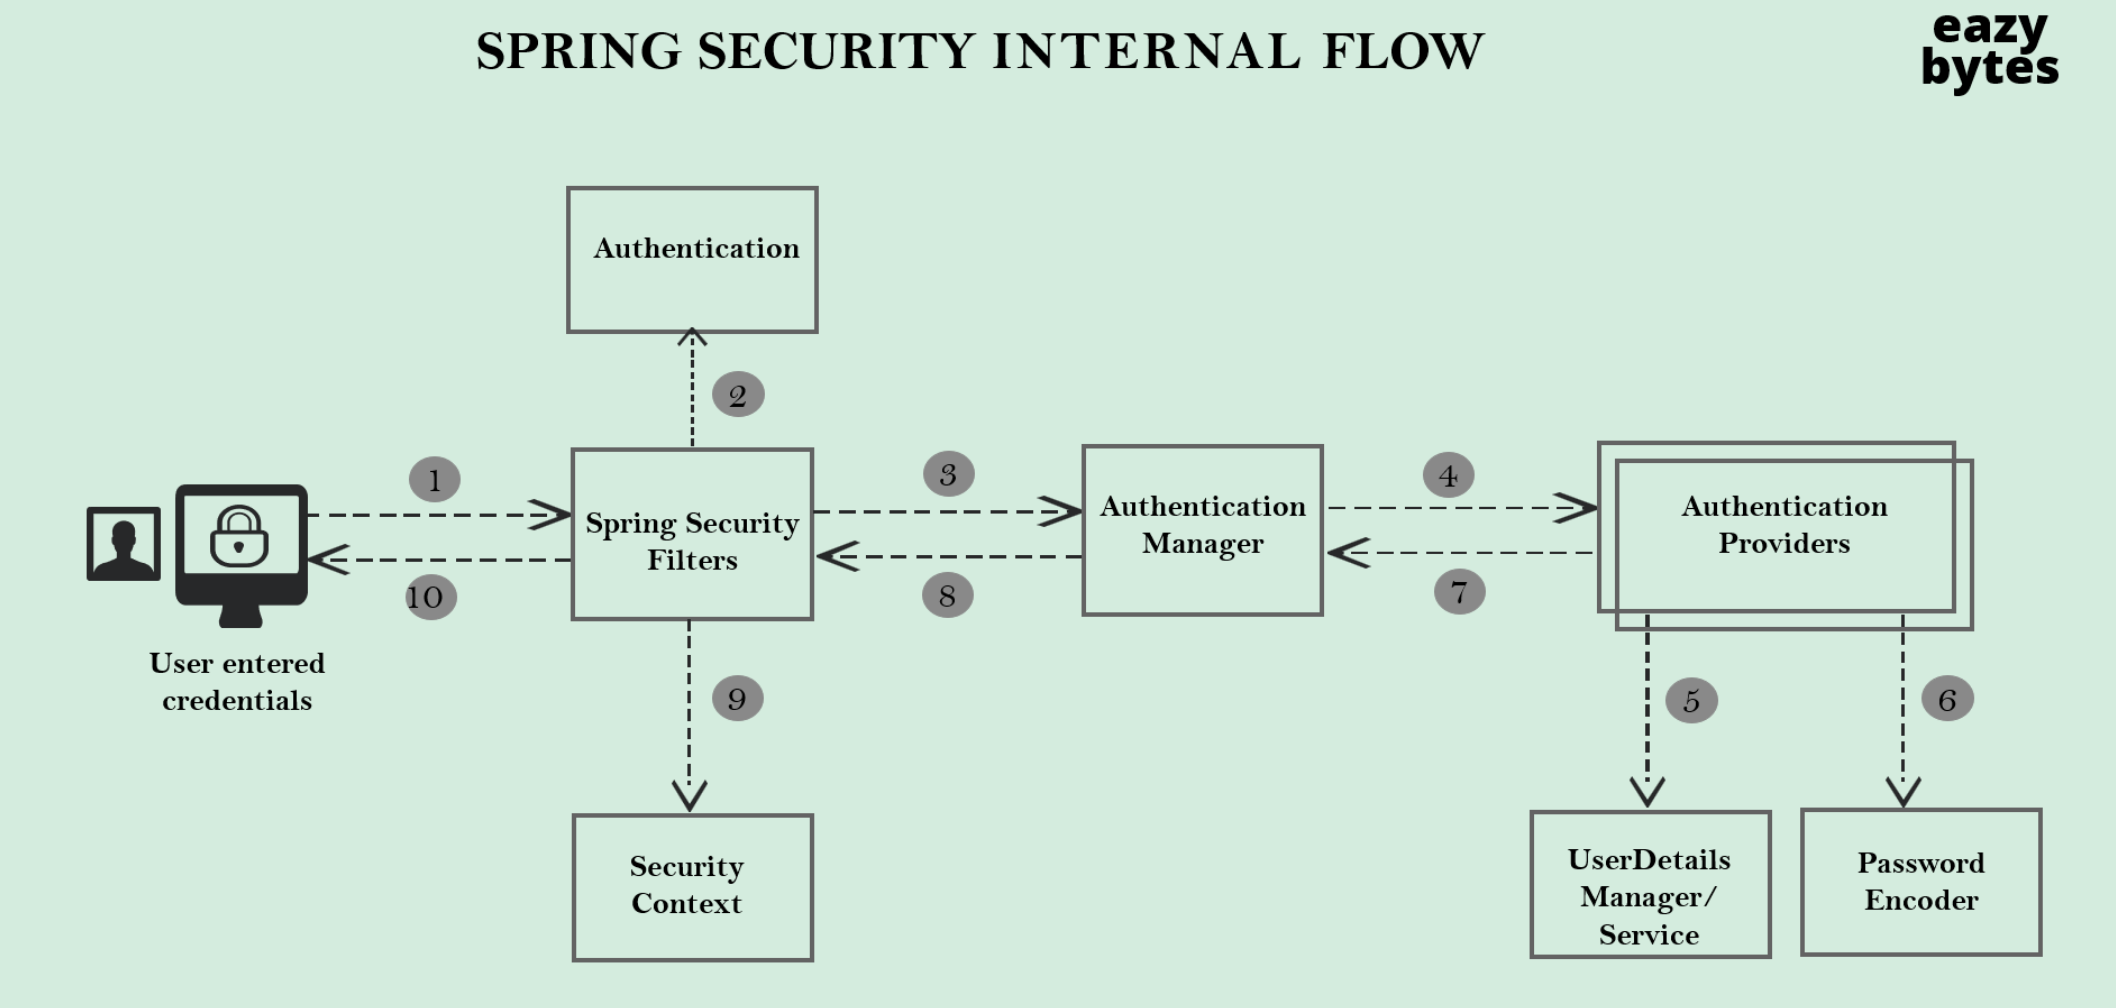 SPRING SECURITY INTERNAL FLOW
eazy
bytes
Authentication
2
1
3
4
Spring Security
Filters
Authentication
Manager
Authentication
Providers
10
8
7
User entered
credentials
9
5
6
Security
Context
UserDetails
Manager/
Service
Password
Encoder